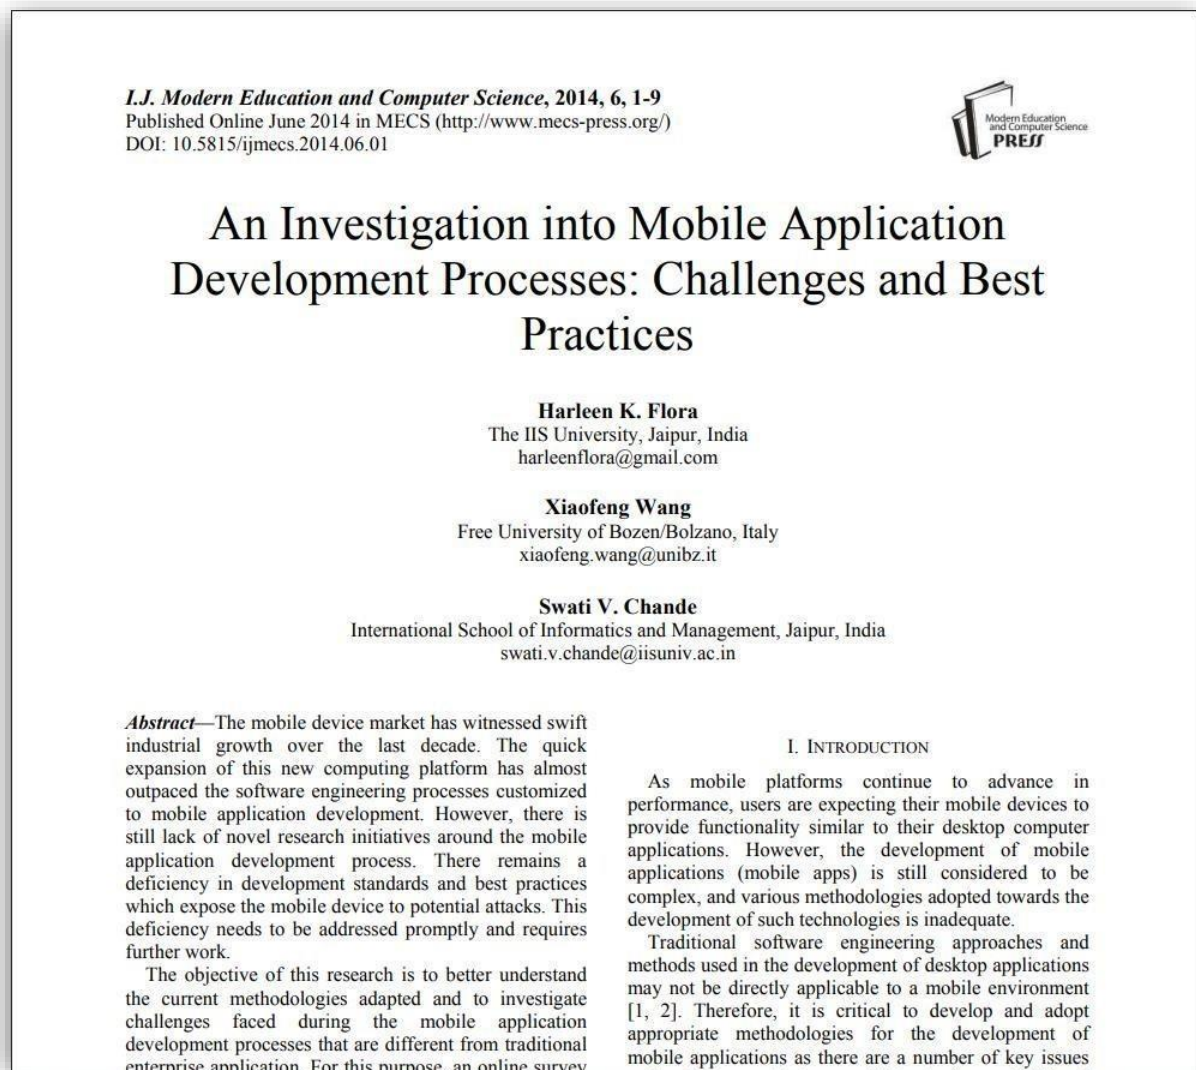 I.J. Modern Education and Computer Science, 2014, 6, 1-9
Published Online June 2014 in MECS (http://www.mecs-press.org/)
DOI: 10.5815/ijmecs.2014.06.01
Modern Education
and Computer Science
PRESS
An Investigation into Mobile Application
Development Processes: Challenges and Best
Practices
Harleen K. Flora
The IIS University, Jaipur, India
harleenflora@gmail.com
Xiaofeng Wang
Free University of Bozen/Bolzano, Italy
xiaofeng.wang@unibz.it
Swati V. Chande
International School of Informatics and Management, Jaipur, India
swati.v.chande@iisuniv.ac.in
Abstract—The mobile device market has witnessed swift
industrial growth over the last decade. The quick
expansion of this new computing platform has almost
outpaced the software engineering processes customized
to mobile application development. However, there is
still lack of novel research initiatives around the mobile
application development process. There remains a
deficiency in development standards and best practices
which expose the mobile device to potential attacks. This
deficiency needs to be addressed promptly and requires
further work.
The objective of this research is to better understand
the current methodologies adapted and to investigate
challenges faced during the mobile application
development processes that are different from traditional
enterprise application. For this purpose, an online survey
I. INTRODUCTION
As mobile platforms continue to advance in
performance, users are expecting their mobile devices to
provide functionality similar to their desktop computer
applications. However, the development of mobile
applications (mobile apps) is still considered to be
complex, and various methodologies adopted towards the
development of such technologies is inadequate.
Traditional software engineering approaches and
methods used in the development of desktop applications
may not be directly applicable to a mobile environment
[1, 2]. Therefore, it is critical to develop and adopt
appropriate methodologies for the development of
mobile applications as there are a number of key issues